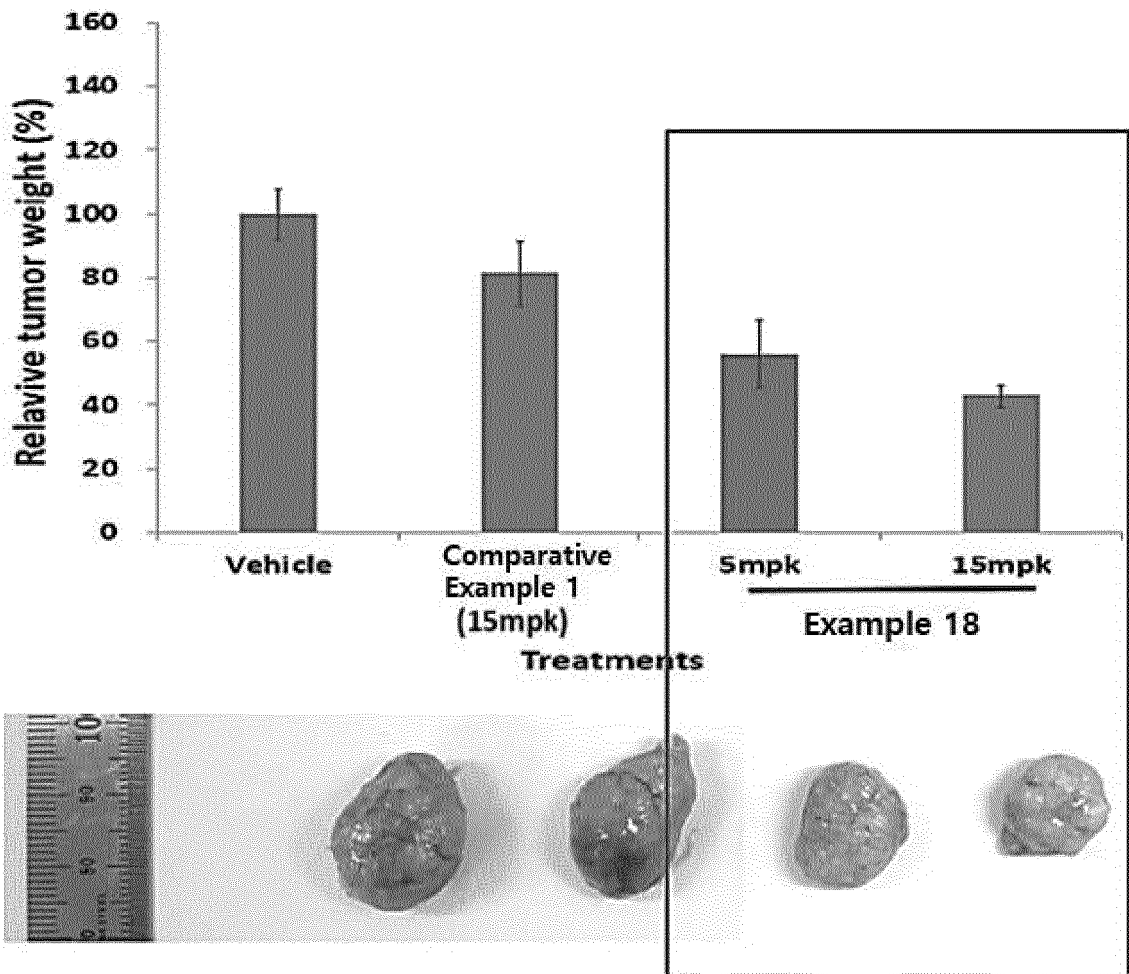 160
140
120
100
80
60
40
20
0
Relavive tumor weight (%)
Vehicle
Comparative
Example 1
(15mpk)
5mpk
15mpk
Example 18
Treatments
10